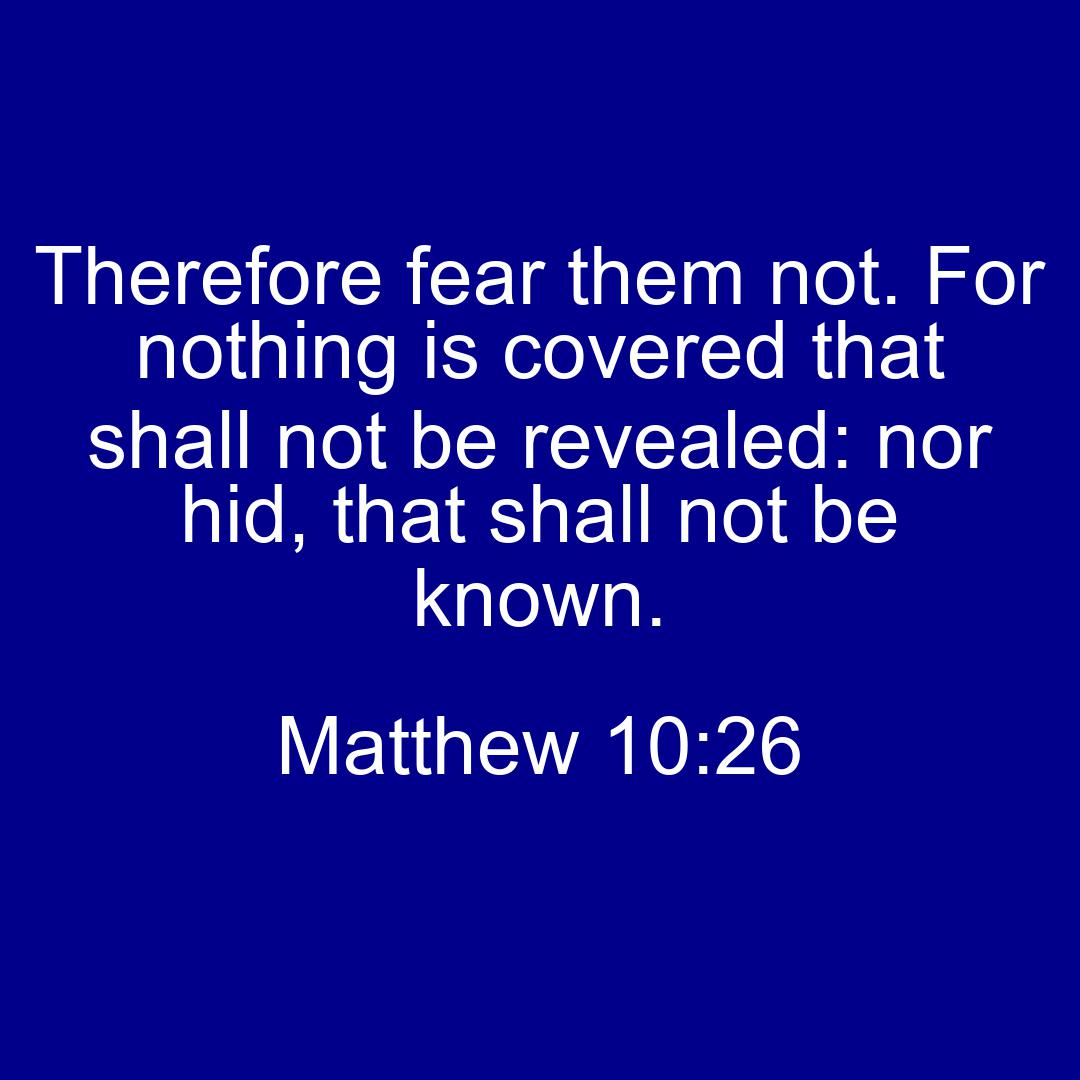 Therefore fear them not. For
nothing is covered that
shall not be revealed: nor
hid, that shall not be
known.
Matthew 10:26